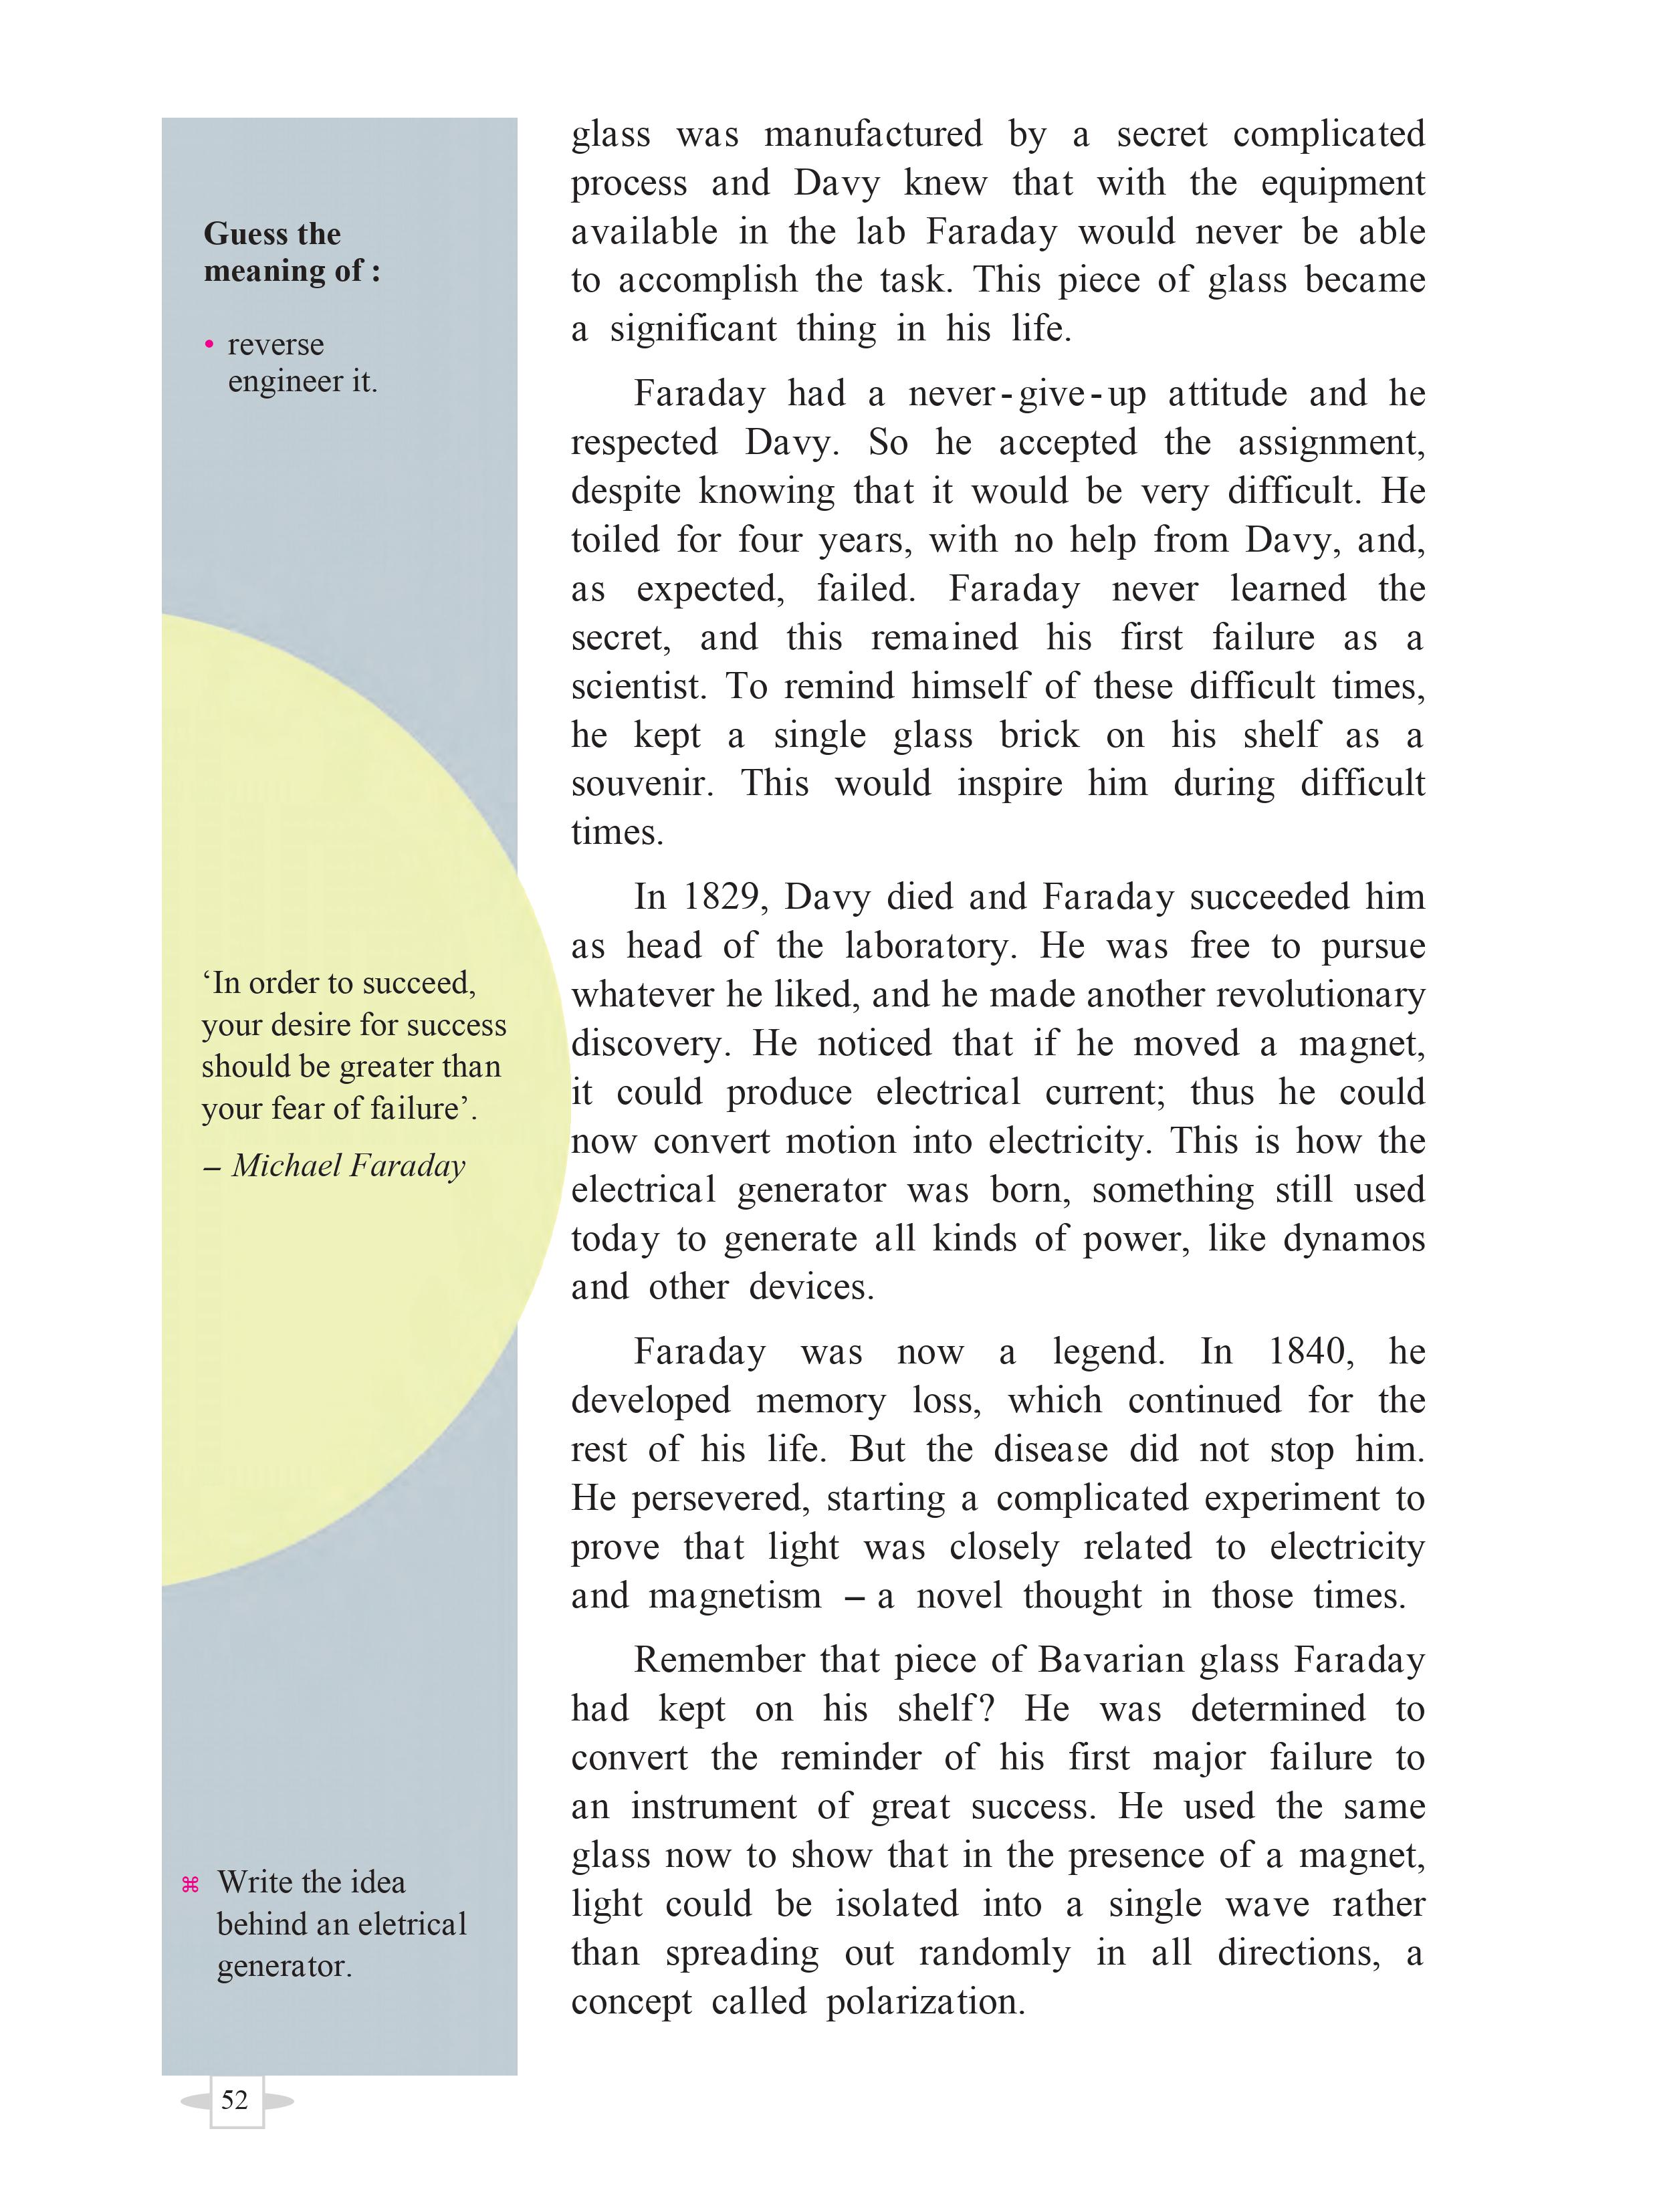 Guess the
meaning of :
• reverse
engineer it.
‘In order to succeed,
your desire for success
should be greater than
your fear of failure’.
– Michael Faraday
⌘ Write the idea
behind an eletrical
generator.
glass was manufactured by a secret complicated
process and Davy knew that with the equipment
available in the lab Faraday would never be able
to accomplish the task. This piece of glass became
a significant thing in his life.
Faraday had a never-give-up attitude and he
respected Davy. So he accepted the assignment,
despite knowing that it would be very difficult. He
toiled for four years, with no help from Davy, and,
as expected, failed. Faraday never learned the
secret, and this remained his first failure as a
scientist. To remind himself of these difficult times,
he kept a single glass brick on his shelf as a
souvenir. This would inspire him during difficult
times.
In 1829, Davy died and Faraday succeeded him
as head of the laboratory. He was free to pursue
whatever he liked, and he made another revolutionary
discovery. He noticed that if he moved a magnet,
it could produce electrical current; thus he could
now convert motion into electricity. This is how the
electrical generator was born, something still used
today to generate all kinds of power, like dynamos
and other devices.
Faraday was now a legend. In 1840, he
developed memory loss, which continued for the
rest of his life. But the disease did not stop him.
He persevered, starting a complicated experiment to
prove that light was closely related to electricity
and magnetism – a novel thought in those times.
Remember that piece of Bavarian glass Faraday
had kept on his shelf? He was determined to
convert the reminder of his first major failure to
an instrument of great success. He used the same
glass now to show that in the presence of a magnet,
light could be isolated into a single wave rather
than spreading out randomly in all directions, a
concept called polarization.
52